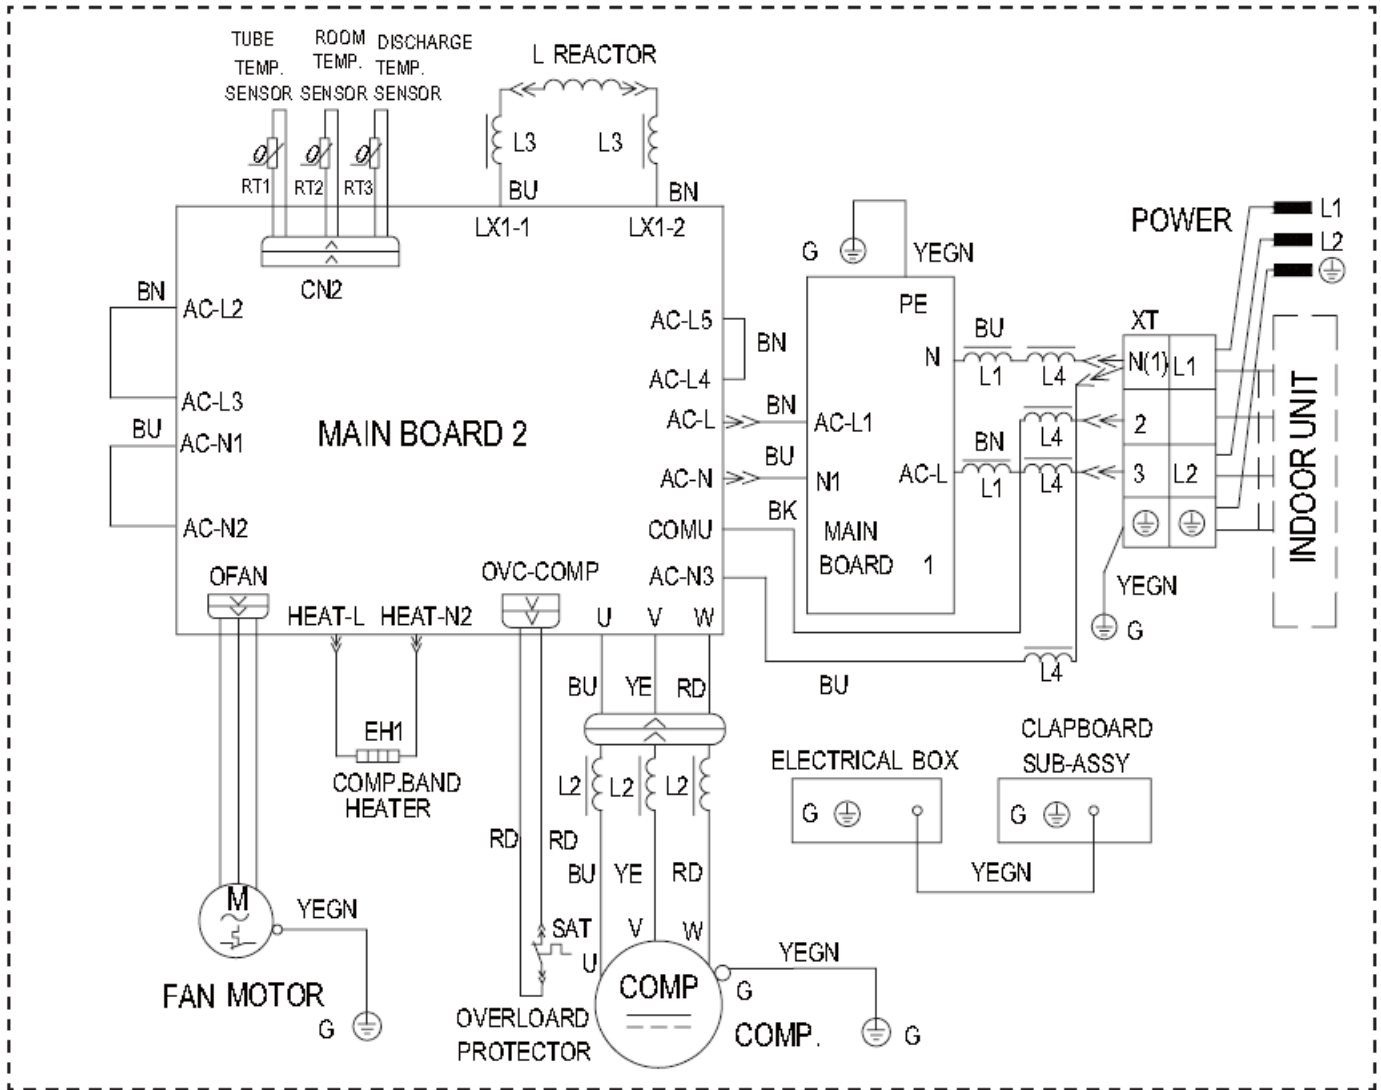 TUBE
TEMP.
SENSOR
ROOM
TEMP.
SENSOR
DISCHARGE
TEMP.
SENSOR
L REACTOR
L3
L3
RT1
RT2
RT3
BU
BN
LX1-1
LX1-2
CN2
POWER
L1
L2
G
YEGN
PE
XT
BN
AC-L2
AC-L3
BU
AC-N1
AC-N2
MAIN BOARD 2
AC-L5
BN
AC-L4
AC-L
BN
AC-L1
AC-N
BU
N1
BK
COMU
AC-N3
N
BU
L1
L4
L4
BN
AC-L
L1
L4
MAIN
BOARD 1
N(1)
L1
2
3
L2
INDOOR UNIT
YEGN
G
L4
BU
OFAN
HEAT-L
HEAT-N2
OVC-COMP
U
V
W
BU
YE
RD
EH1
COMP.BAND
HEATER
L2
L2
L2
RD
RD
BU
YE
RD
ELECTRICAL BOX
G
CLAPBOARD
SUB-ASSY
G
YEGN
M
YEGN
FAN MOTOR
G
SAT
U
V
W
OVERLOARD
PROTECTOR
COMP
G
YEGN
COMP.
G